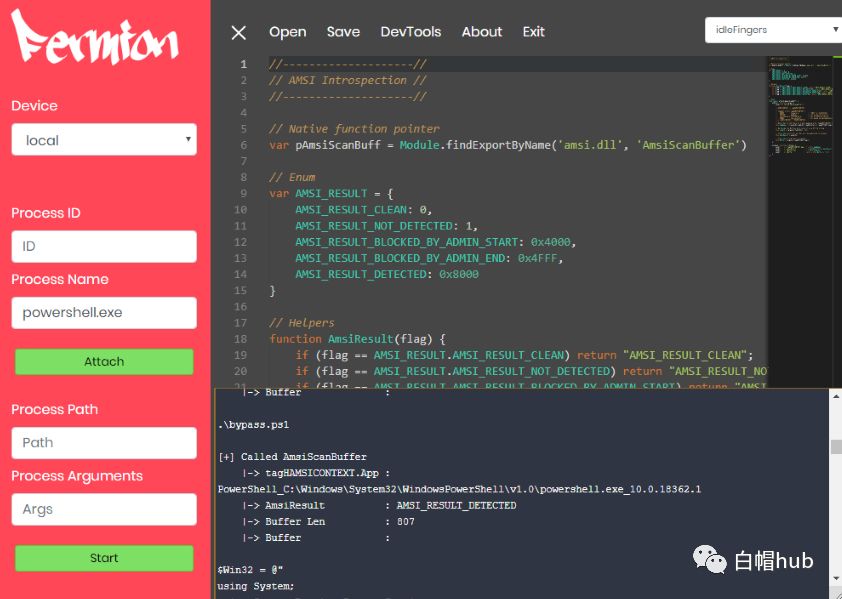 Fermion
Device
local
Process ID
ID
Process Name
powershell.exe
Attach
Process Path
Path
Process Arguments
Args
Start
Open Save DevTools About Exit
idleFingers
1 //--------------------//
2 // AMSI Introspection //
3 //--------------------//
4
5 // Native function pointer
6 var pAmsiScanBuff = Module.findExportByName('amsi.dll', 'AmsiScanBuffer')
7
8 // Enum
9 var AMSI_RESULT = {
10 AMSI_RESULT_CLEAN: 0,
11 AMSI_RESULT_NOT_DETECTED: 1,
12 AMSI_RESULT_BLOCKED_BY_ADMIN_START: 0x4000,
13 AMSI_RESULT_BLOCKED_BY_ADMIN_END: 0x4FFF,
14 AMSI_RESULT_DETECTED: 0x8000
15 }
16
17 // Helpers
18 function AmsiResult(flag) {
19 if (flag == AMSI_RESULT.AMSI_RESULT_CLEAN) return "AMSI_RESULT_CLEAN";
20 if (flag == AMSI_RESULT.AMSI_RESULT_NOT_DETECTED) return "AMSI_RESULT_NO
21 if (flag == AMSI_RESULT.AMSI_RESULT_BLOCKED_BY_ADMIN_START) return "AMSI
|-> Buffer :
.\bypass.ps1
[+] Called AmsiScanBuffer
|-> tagHAMSICONTEXT.App :
PowerShell_C:\Windows\System32\WindowsPowerShell\v1.0\powershell.exe_10.0.18362.1
|-> AmsiResult : AMSI_RESULT_DETECTED
|-> Buffer Len : 807
|-> Buffer :
$Win32 = @"
using System;
白帽hub